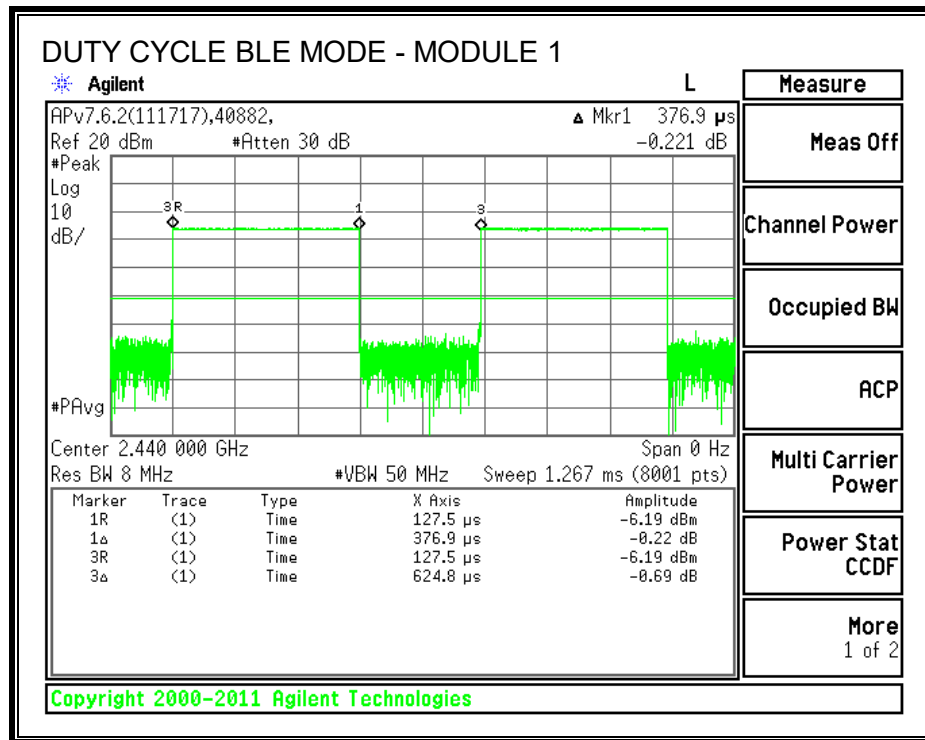 DUTY CYCLE BLE MODE - MODULE 1
Agilent L
APv7.6.2(111717),40882,
Δ Mkr1 376.9 µs
Ref 20 dBm #Atten 30 dB -0.221 dB
#Peak
Log
10
dB/
3R 1 3
#PAvg
Center 2.440 000 GHz Span 0 Hz
Res BW 8 MHz #VBW 50 MHz Sweep 1.267 ms (8001 pts)
Marker Trace Type X Axis Amplitude
1R (1) Time 127.5 µs -6.19 dBm
1Δ (1) Time 376.9 µs -0.22 dB
3R (1) Time 127.5 µs -6.19 dBm
3Δ (1) Time 624.8 µs -0.69 dB
Measure
Meas Off
Channel Power
Occupied BW
ACP
Multi Carrier
Power
Power Stat
CCDF
More
1 of 2
Copyright 2000-2011 Agilent Technologies